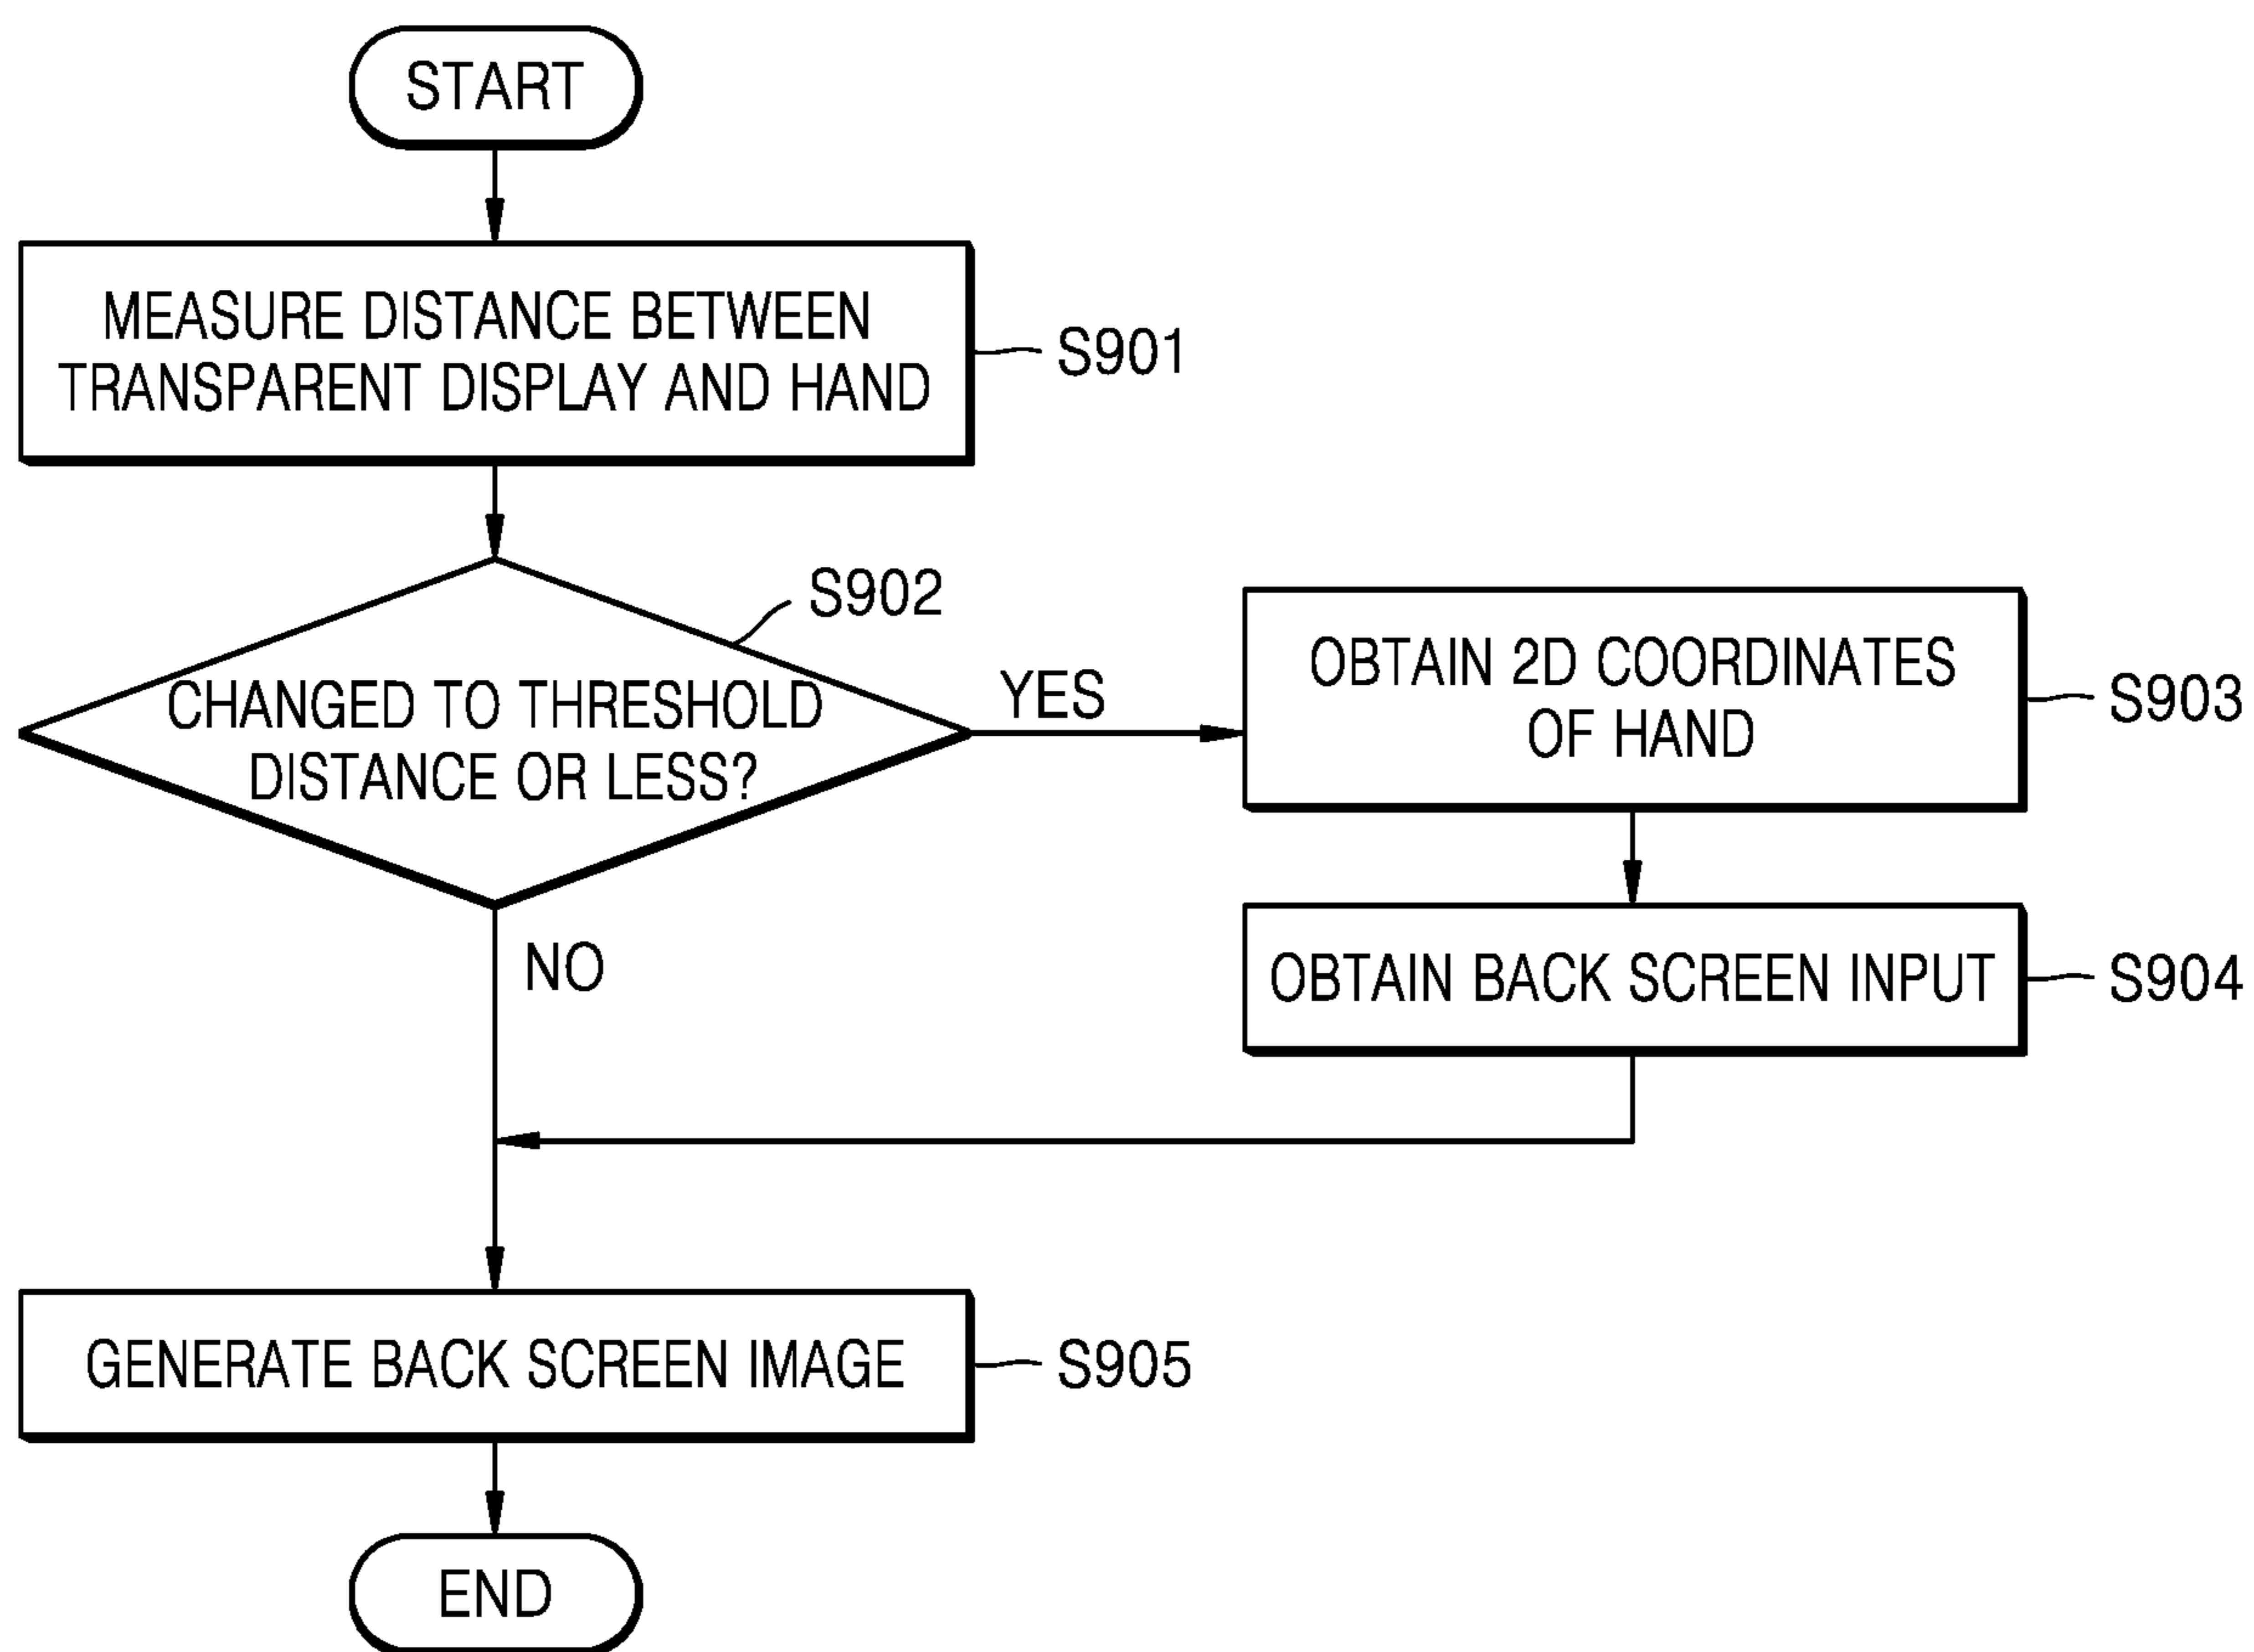 START
MEASURE DISTANCE BETWEEN
TRANSPARENT DISPLAY AND HAND
S901
S902
CHANGED TO THRESHOLD
DISTANCE OR LESS?
YES
OBTAIN 2D COORDINATES
OF HAND
S903
NO
OBTAIN BACK SCREEN INPUT
S904
GENERATE BACK SCREEN IMAGE
S905
END